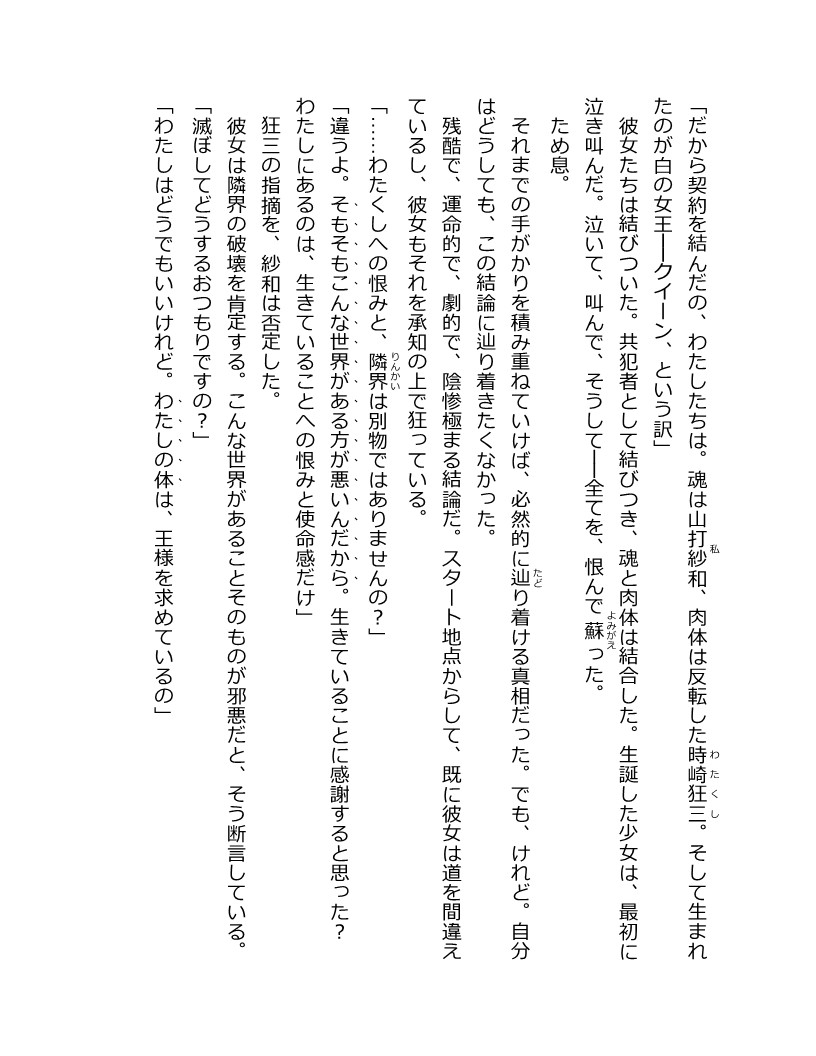 「だから契約を結んだの、わたしたちは。魂は山打紗和、肉体は反転した時崎狂三。そして生まれ
私
わたくし
たのが白の女王──クイーン、という訳」
彼女たちは結びついた。共犯者として結びつき、魂と肉体は結合した。生誕した少女は、最初に
泣き叫んだ。泣いて、叫んで、そうして──全てを、恨んで蘇った。
よみがえ
ため息。
それまでの手がかりを積み重ねていけば、必然的に辿り着ける真相だった。でも、けれど。自分
たど
はどうしても、この結論に辿り着きたくなかった。
残酷で、運命的で、劇的で、陰惨極まる結論だ。スタート地点からして、既に彼女は道を間違え
ているし、彼女もそれを承知の上で狂っている。
「……わたくしへの恨みと、隣界は別物ではありませんの？」
りんかい
「違うよ。そもそもこんな世界がある方が悪いんだから。生きていることに感謝すると思った？
わたしにあるのは、生きていることへの恨みと使命感だけ」
狂三の指摘を、紗和は否定した。
彼女は隣界の破壊を肯定する。こんな世界があることそのものが邪悪だと、そう断言している。
「滅ぼしてどうするおつもりですの？」
「わたしはどうでもいいけれど。わたしの体は、王様を求めているの」